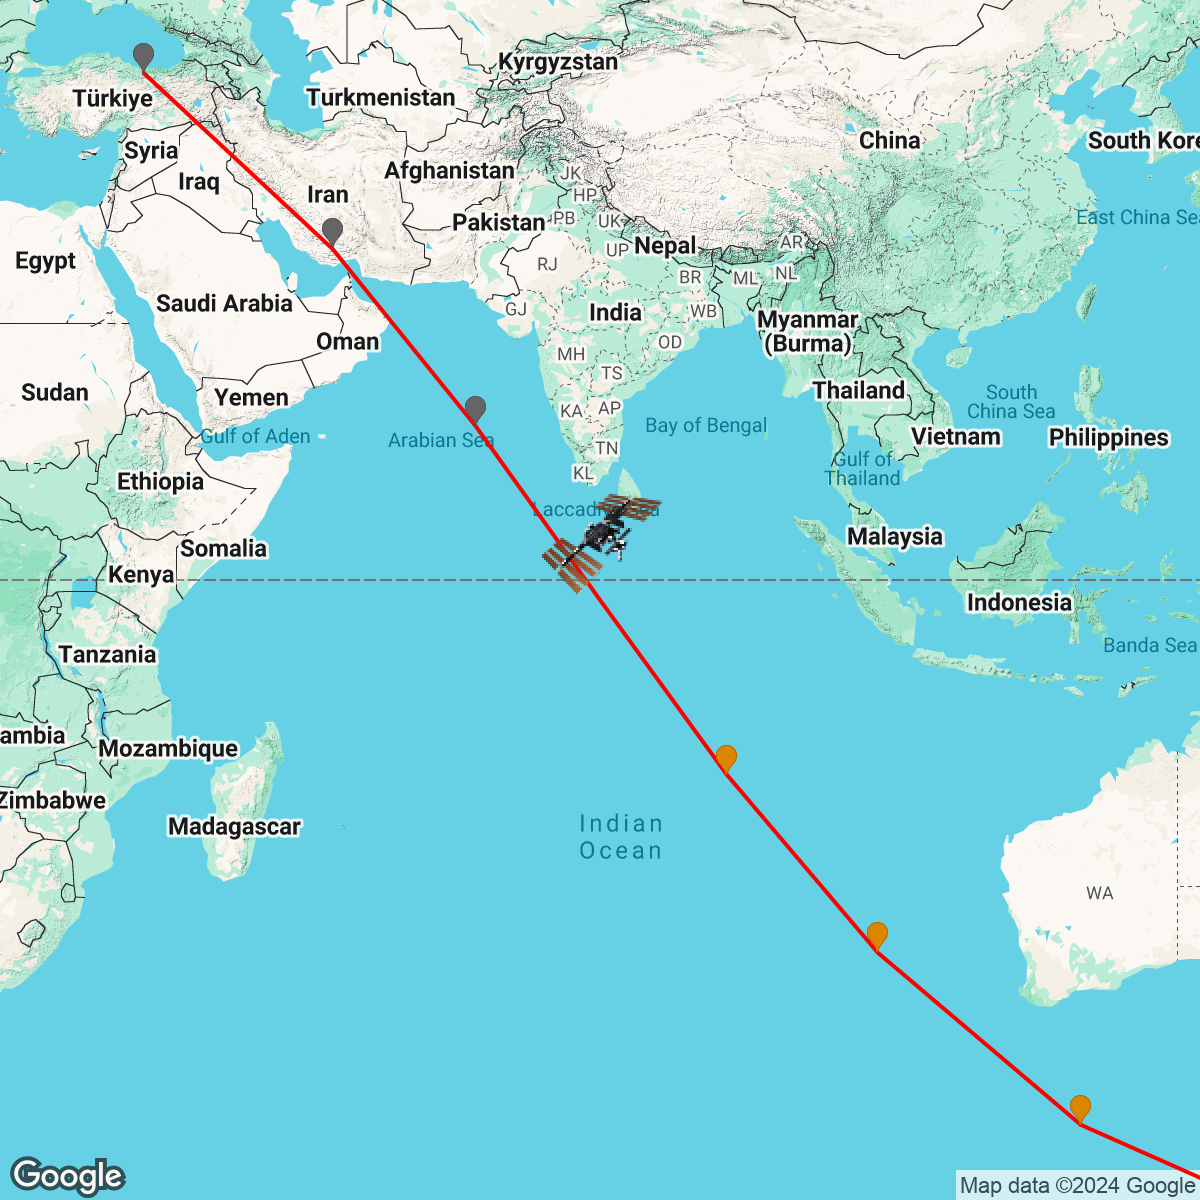 Kyrgyzstan
Türkiye
Turkmenistan
China
South Kore
Syria
Iraq
Afghanistan
JK
Iran
HP
Pakistan
PB
UK
East China Sea
Nepal
AR
UP
Egypt
RJ
BR
ML
NL
Saudi Arabia
GJ
India
WB
Myanmar
(Burma)
Oman
OD
MH
TS
Sudan
Yemen
Thailand
South
China Sea
KA
AP
Bay of Bengal
Gulf of Aden
Arabian Sea
Vietnam
Philippines
TN
Gulf of
Thailand
KL
Ethiopia
Laccadive Sea
Malaysia
Somalia
Kenya
Indonesia
Tanzania
Banda Sea
ambia
Mozambique
Zimbabwe
Madagascar
Indian
Ocean
WA
Google
Map data ©2024 Google